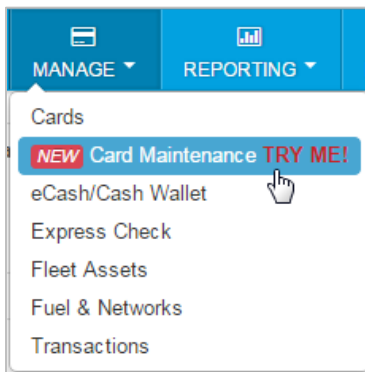 MANAGE REPORTING
Cards
NEW Card Maintenance TRY ME!
eCash/Cash Wallet
Express Check
Fleet Assets
Fuel & Networks
Transactions